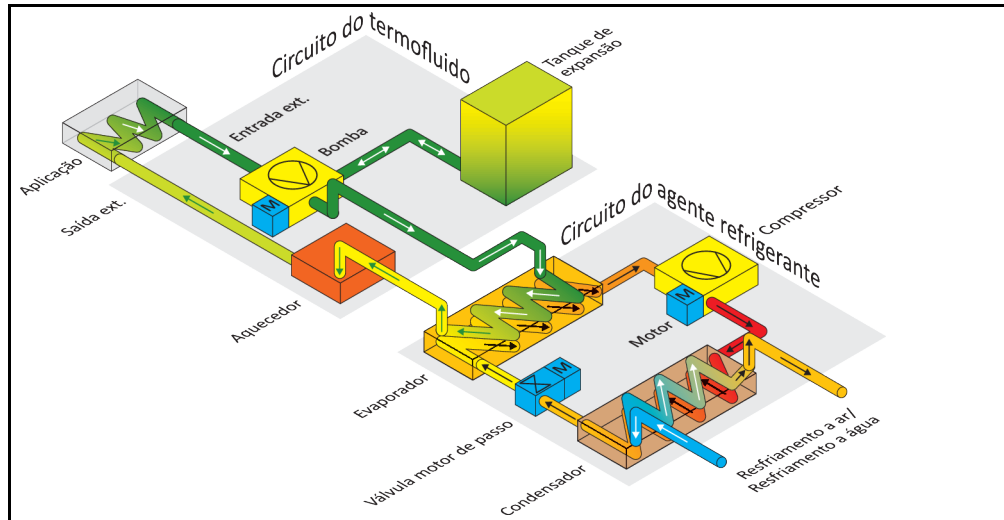 Circuito do termofluido
Tanque de
expansão
Entrada ext.
Bomba
M
Aplicação
Saída ext.
Aquecedor
Circuito do agente refrigerante
Compressor
M
Motor
Evaporador
M
Válvula motor de passo
Condensador
Resfriamento a ar/
Resfriamento a água